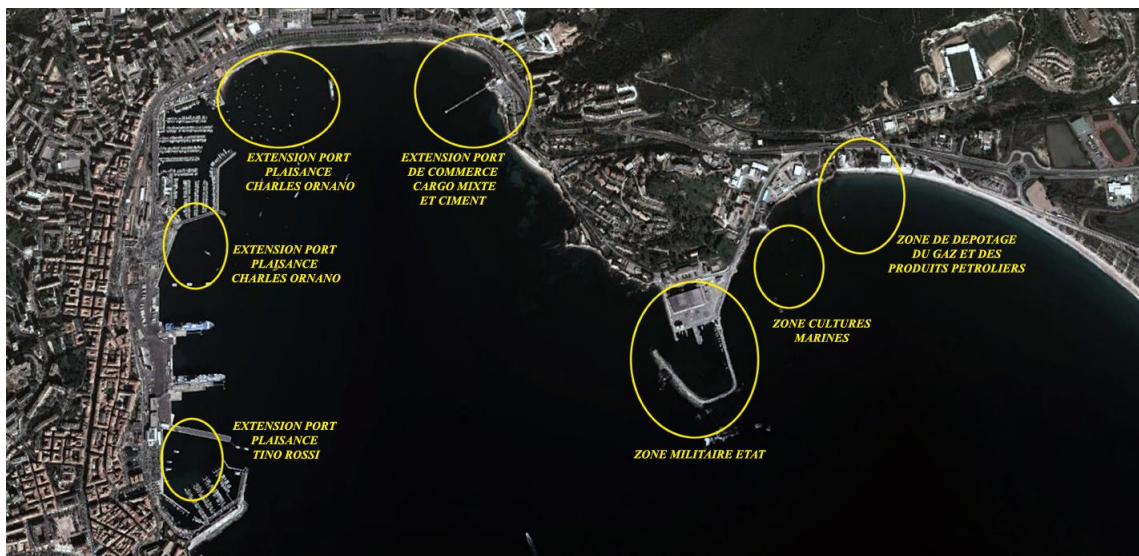 EXTENSION PORT
PLAISANCE
CHARLES ORNANO
EXTENSION PORT
DE COMMERCE
CARGO MIXTE
ET CIMENT
EXTENSION PORT
PLAISANCE
CHARLES ORNANO
ZONE DE DEPOTAGE
DU GAZ ET DES
PRODUITS PETROLIERS
ZONE CULTURES
MARINES
EXTENSION PORT
PLAISANCE
TINO ROSSI
ZONE MILITAIRE ETAT